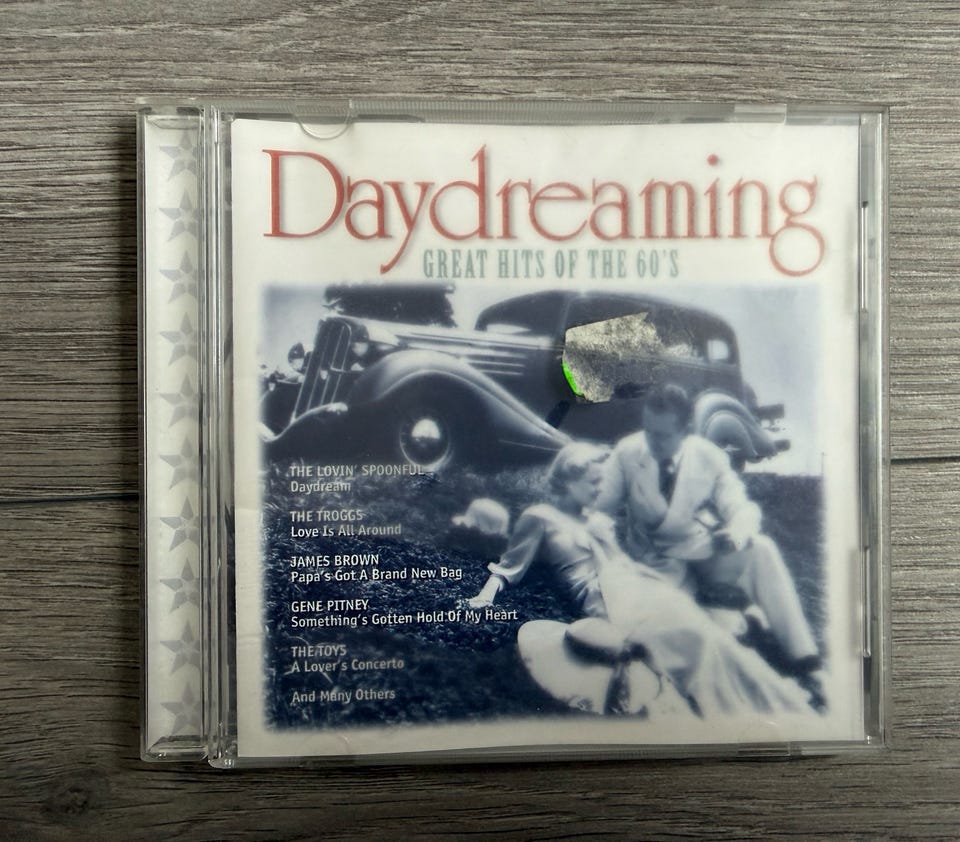 Daydreaming
GREAT HITS OF THE 60'S
THE LOVIN' SPOONFUL
Daydream
THE TROGGS
Love Is All Around
JAMES BROWN
Papa's Got A Brand New Bag
GENE PITNEY
Something's Gotten Hold Of My Heart
THE TOYS
A Lover's Concerto
And Many Others